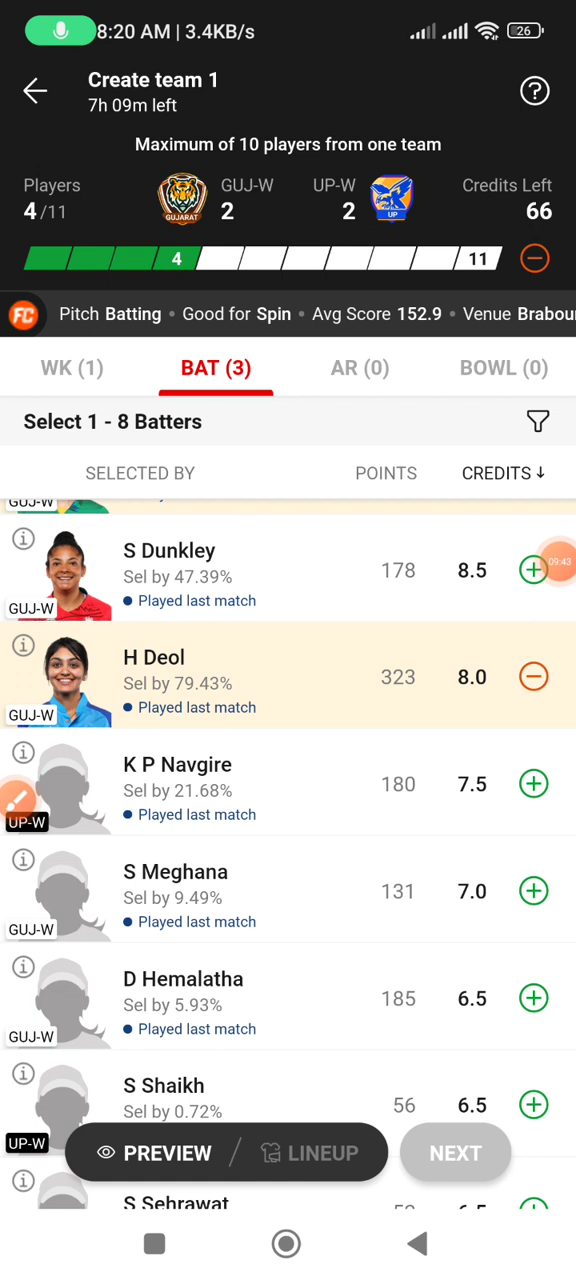 8:20 AM | 3.4KB/s
26
Create team 1
7h 09m left
Maximum of 10 players from one team
Players
4/11
GUJARAT
GUJ-W
2
UP-W
2
UP
Credits Left
66
4
11
FC Pitch Batting • Good for Spin • Avg Score 152.9 • Venue Brabou
WK (1)
BAT (3)
AR (0)
BOWL (0)
Select 1 - 8 Batters
SELECTED BY
POINTS
CREDITS ↓
GUJ-W
S Dunkley
Sel by 47.39%
Played last match
GUJ-W
178
8.5
09:43
H Deol
Sel by 79.43%
Played last match
GUJ-W
323
8.0
K P Navgire
Sel by 21.68%
Played last match
UP-W
180
7.5
S Meghana
Sel by 9.49%
Played last match
GUJ-W
131
7.0
D Hemalatha
Sel by 5.93%
Played last match
GUJ-W
185
6.5
S Shaikh
Sel by 0.72%
UP-W
56
6.5
PREVIEW / LINEUP
NEXT
S Sehrawat